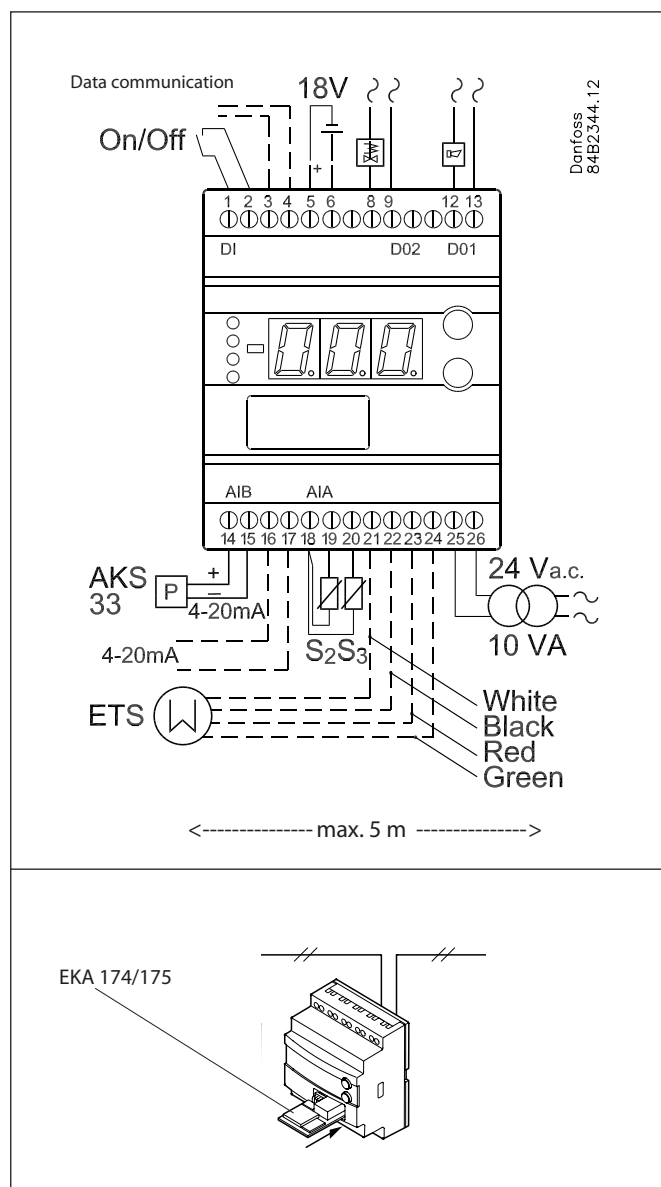 Data communication
18V
On/Off
Danfoss
84B2344.12
+
1 2 3 4 5 6 8 9 12 13
DI D02 D01
0.0.0.
AIB AIA
14 15 16 17 18 19 20 21 22 23 24 25 26
AKS
33
P
+
–
4-20mA
24 Va.c.
10 VA
4-20mA
S2S3
ETS
White
Black
Red
Green
<--------------- max. 5 m --------------->
EKA 174/175